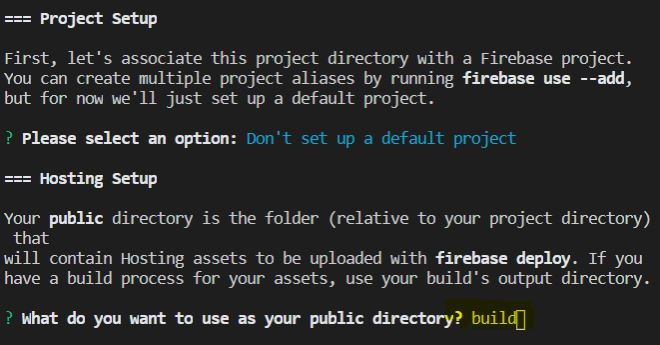 === Project Setup
First, let's associate this project directory with a Firebase project.
You can create multiple project aliases by running firebase use --add,
but for now we'll just set up a default project.
? Please select an option: Don't set up a default project
=== Hosting Setup
Your public directory is the folder (relative to your project directory)
that
will contain Hosting assets to be uploaded with firebase deploy. If you
have a build process for your assets, use your build's output directory.
? What do you want to use as your public directory? build